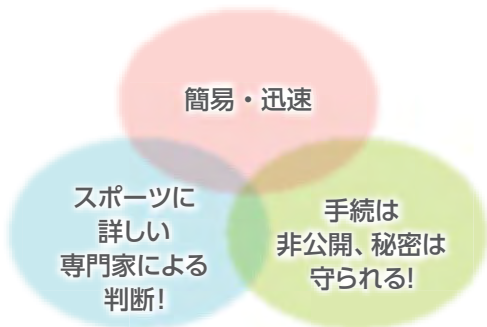 簡易・迅速
スポーツに
詳しい
専門家による
判断！
手続は
非公開、秘密は
守られる！